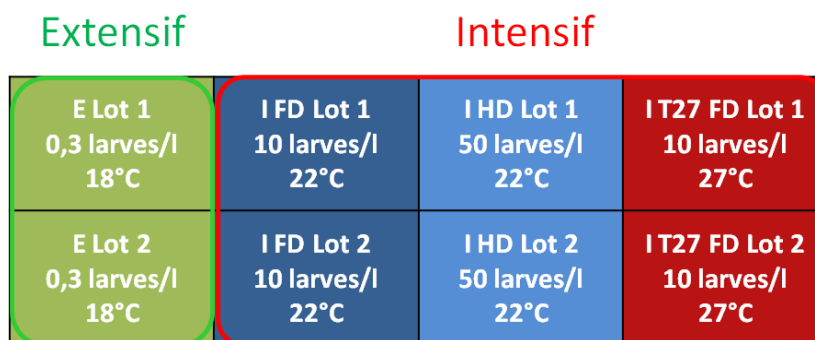 Extensif
Intensif
E Lot 1
0,3 larves/l
18°C
I FD Lot 1
10 larves/l
22°C
I HD Lot 1
50 larves/l
22°C
I T27 FD Lot 1
10 larves/l
27°C
E Lot 2
0,3 larves/l
18°C
I FD Lot 2
10 larves/l
22°C
I HD Lot 2
50 larves/l
22°C
I T27 FD Lot 2
10 larves/l
27°C